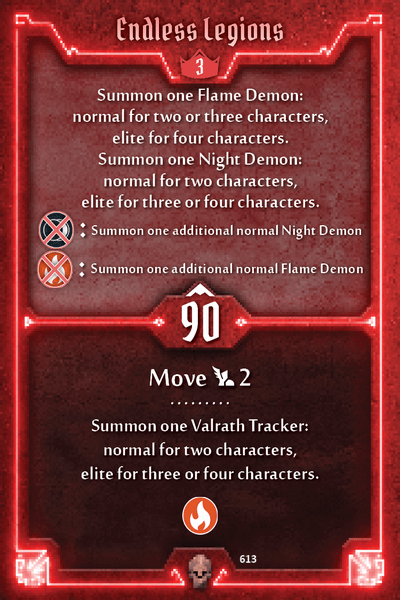 Endless Legions
3
Summon one Flame Demon:
normal for two or three characters,
elite for four characters.
Summon one Night Demon:
normal for two characters,
elite for three or four characters.
: Summon one additional normal Night Demon
: Summon one additional normal Flame Demon
90
Move 2
Summon one Valrath Tracker:
normal for two characters,
elite for three or four characters.
613